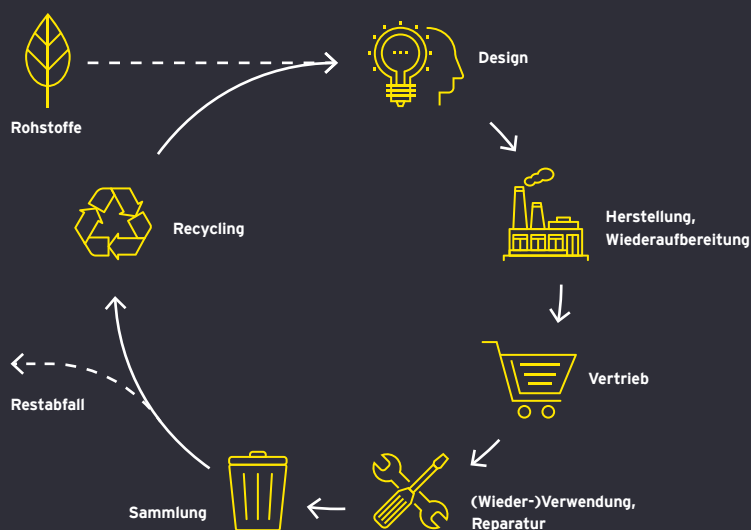 Design
Rohstoffe
Herstellung,
Wiederaufbereitung
Recycling
Vertrieb
Restabfall
(Wieder-)Verwendung,
Reparatur
Sammlung